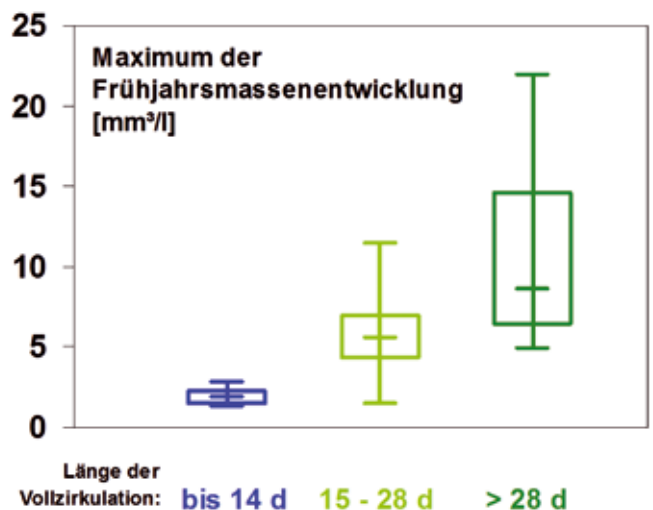 25
Maximum der
Frühjahrsmassenentwicklung
[mm³/l]
20
15
10
5
0
Länge der
Vollzirkulation: bis 14 d 15 - 28 d > 28 d